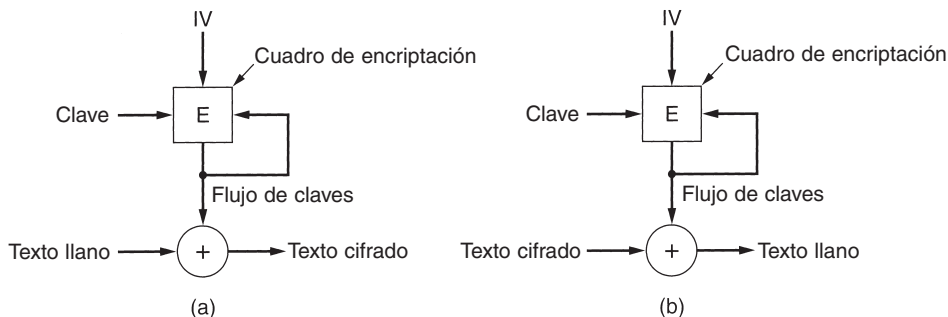 IV
Cuadro de encriptación
Clave
E
Flujo de claves
Texto llano
+
Texto cifrado
(a)
IV
Cuadro de encriptación
Clave
E
Flujo de claves
Texto cifrado
+
Texto llano
(b)